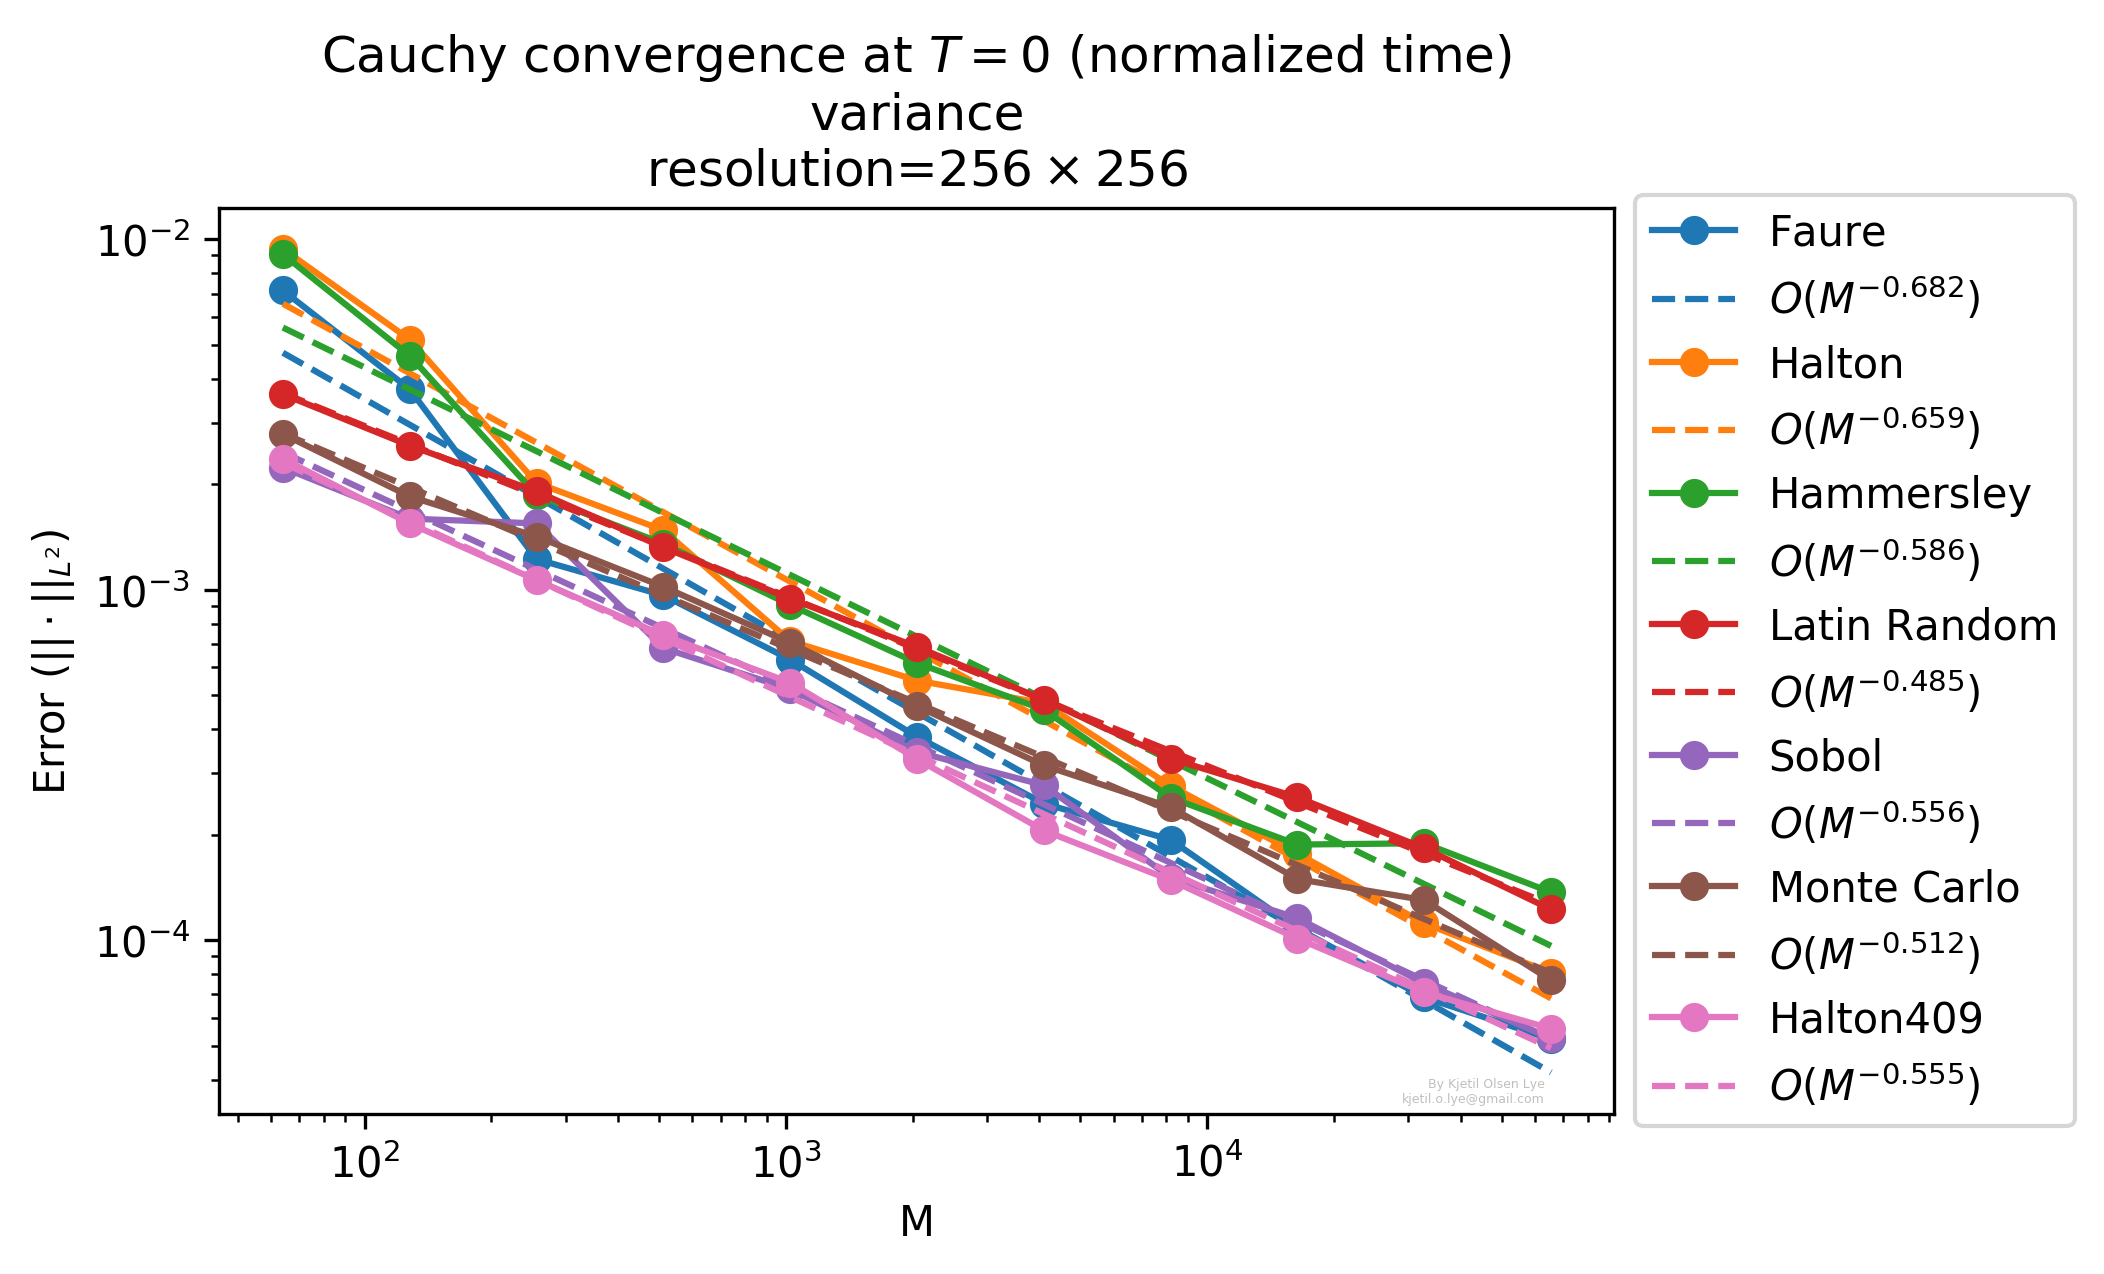 Cauchy convergence at T = 0 (normalized time)
variance
resolution=256 × 256
Error (|| · ||_{L^2})
10^{-2}
10^{-3}
10^{-4}
10^2
10^3
10^4
M
Faure
O(M^{-0.682})
Halton
O(M^{-0.659})
Hammersley
O(M^{-0.586})
Latin Random
O(M^{-0.485})
Sobol
O(M^{-0.556})
Monte Carlo
O(M^{-0.512})
Halton409
O(M^{-0.555})
By Kjetil Olsen Lye
kjetil.o.lye@gmail.com